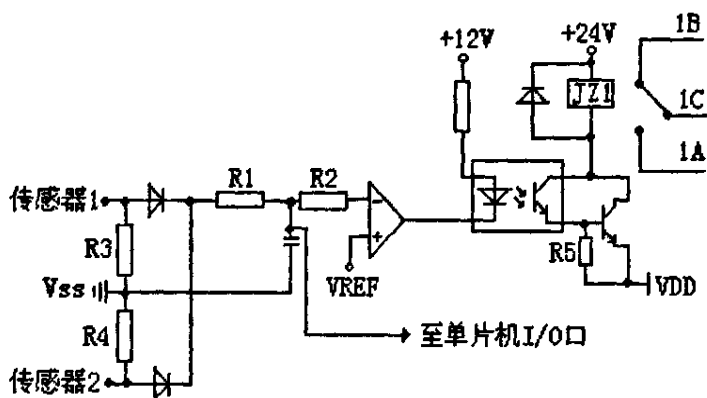 +12V
+24V
1B
JZ1
1C
1A
R1
R2
传感器1
R3
R5
Vss
VREF
VDD
R4
至单片机I/O口
传感器2